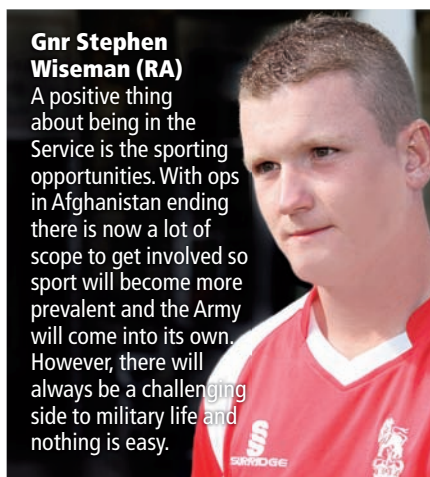 Gnr Stephen
Wiseman (RA)
A positive thing
about being in the
Service is the sporting
opportunities. With ops
in Afghanistan ending
there is now a lot of
scope to get involved so
sport will become more
prevalent and the Army
will come into its own.
However, there will
always be a challenging
side to military life and
nothing is easy.
SURRIDGE